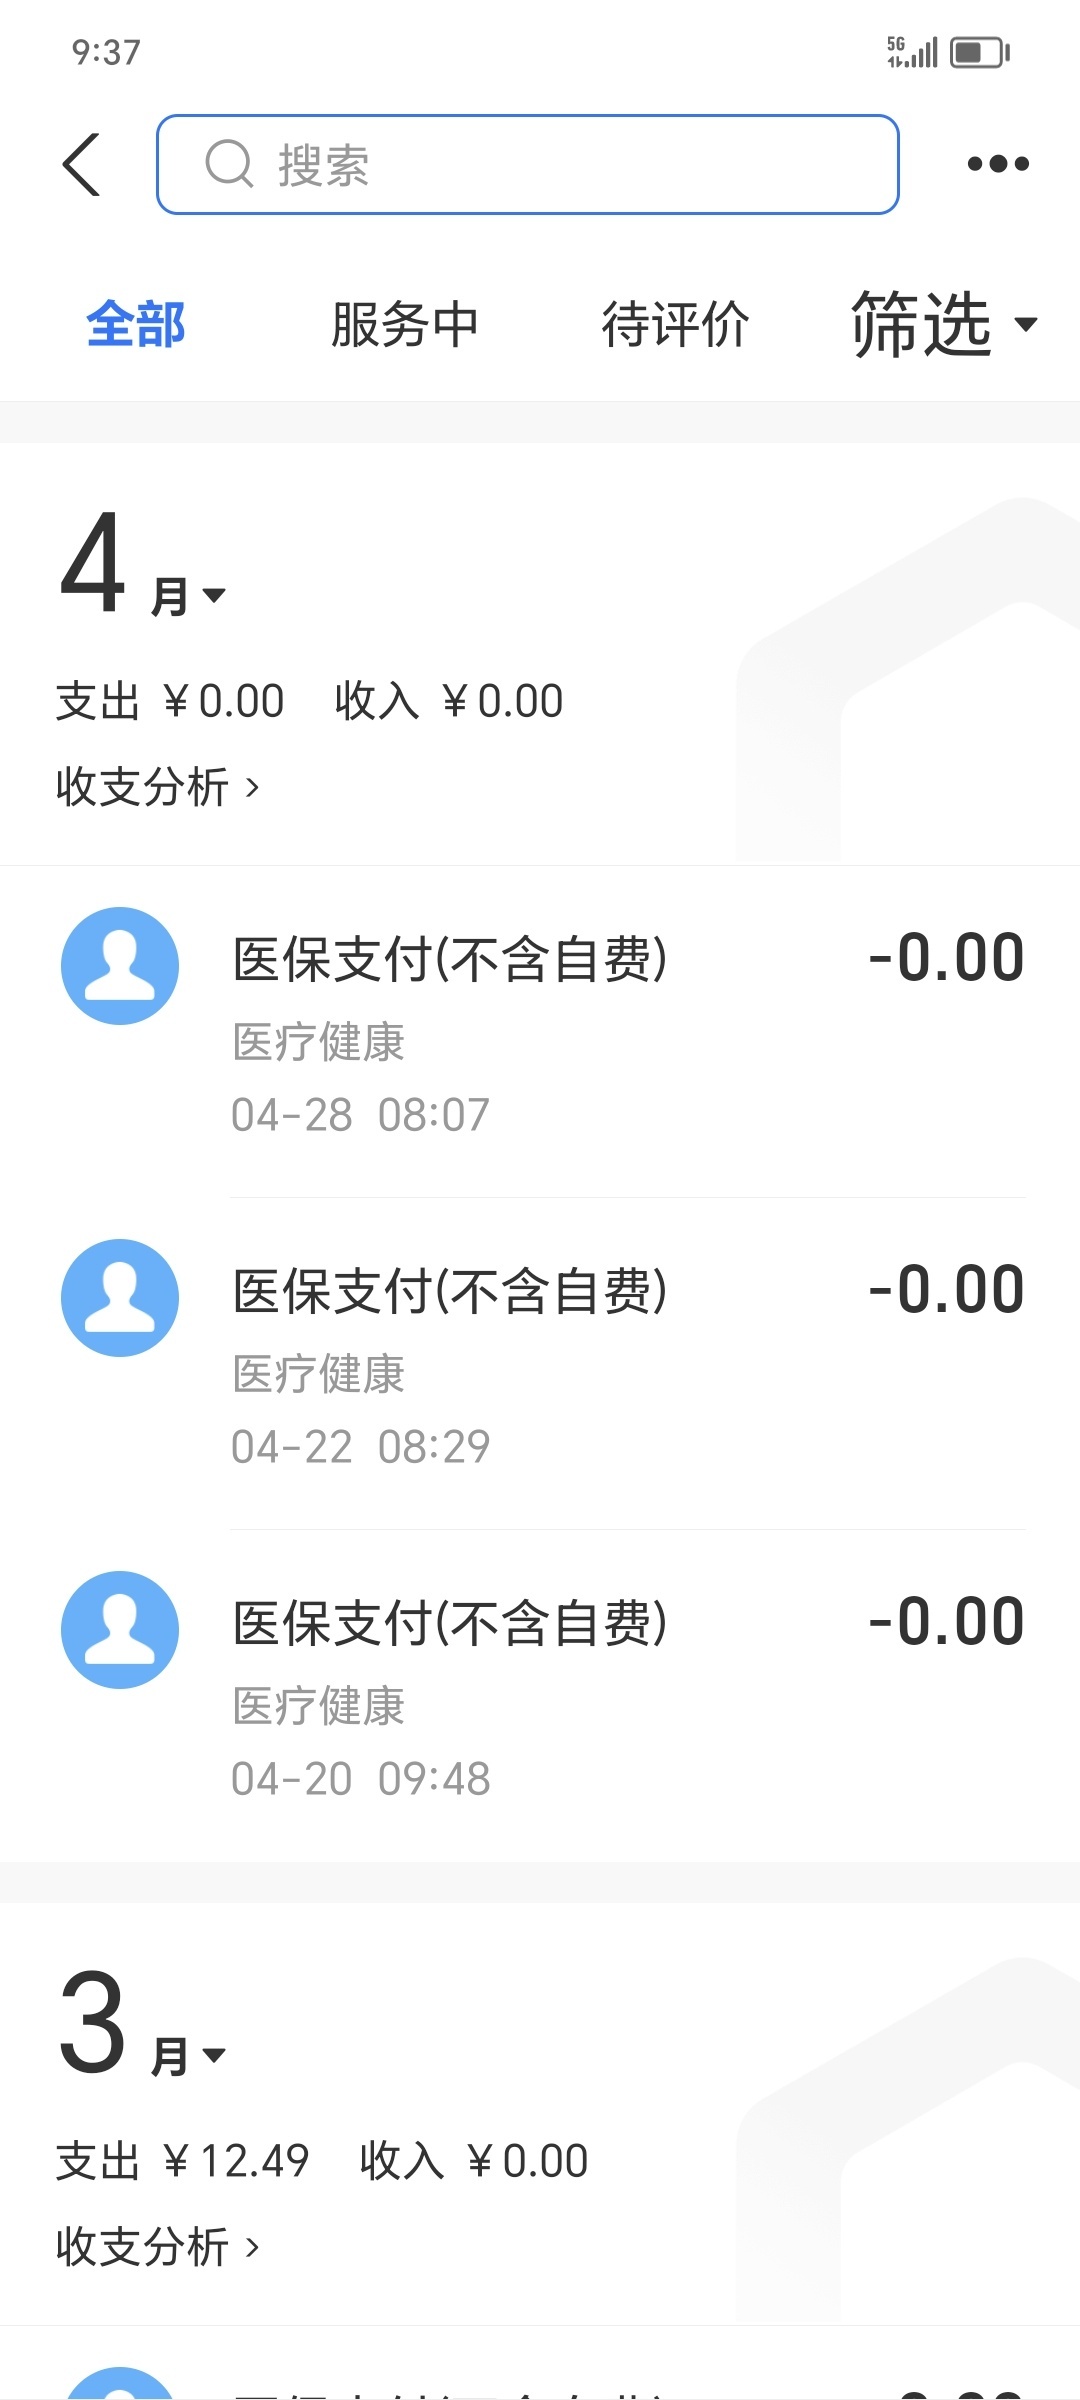 9:37 5G
搜索
全部 服务中 待评价 筛选
4 月
支出 ￥0.00 收入 ￥0.00
收支分析 ›
医保支付(不含自费) -0.00
医疗健康
04-28 08:07
医保支付(不含自费) -0.00
医疗健康
04-22 08:29
医保支付(不含自费) -0.00
医疗健康
04-20 09:48
3 月
支出 ￥12.49 收入 ￥0.00
收支分析 ›